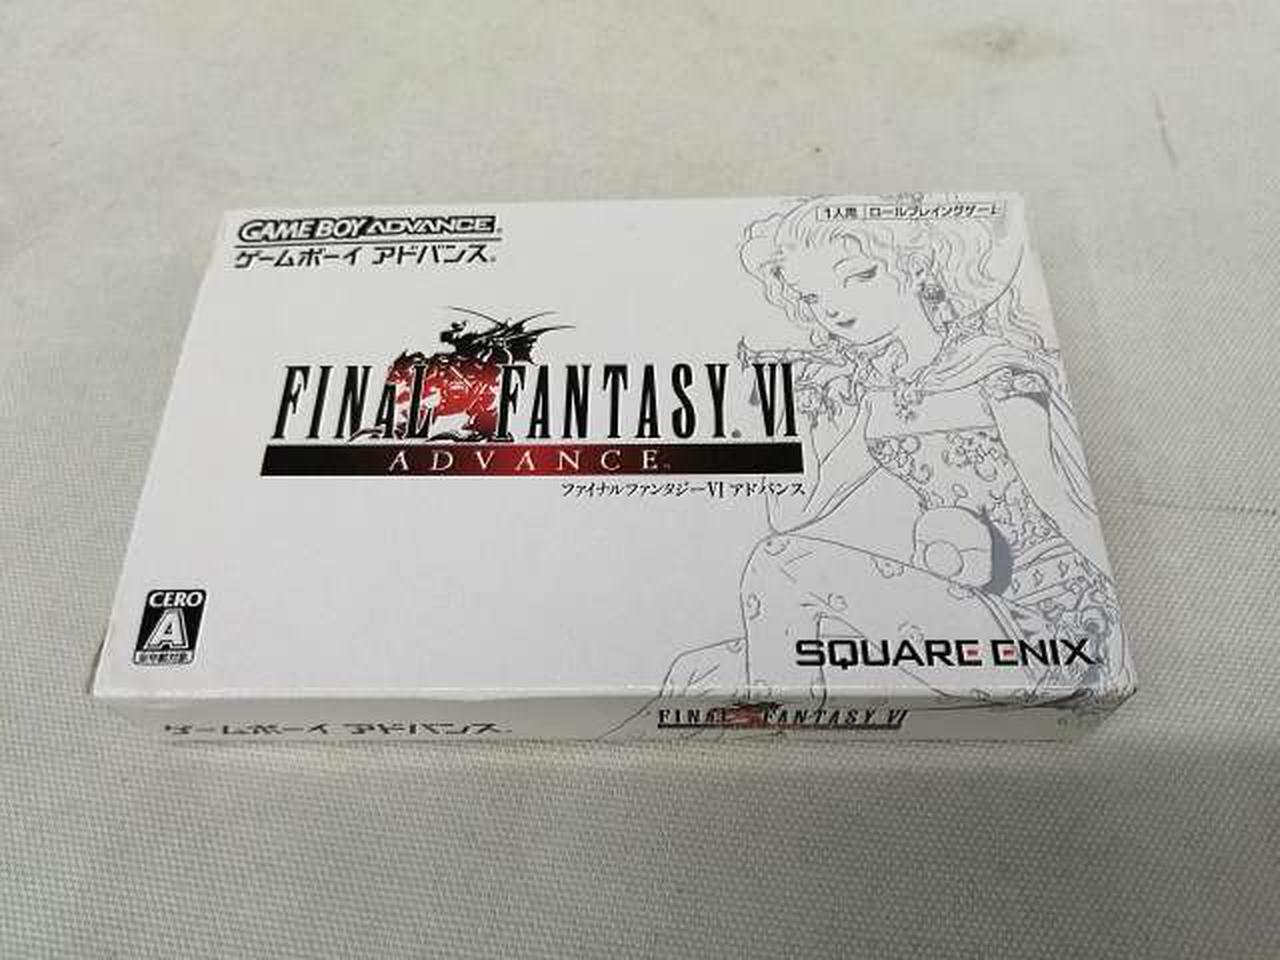 GAME BOY ADVANCE
ゲームボーイ アドバンス
1人用 ロールプレイングゲーム
FINAL FANTASY VI
ADVANCE
ファイナルファンタジーVI アドバンス
CERO
A
SQUARE ENIX
ゲームボーイ アドバンス
FINAL FANTASY VI